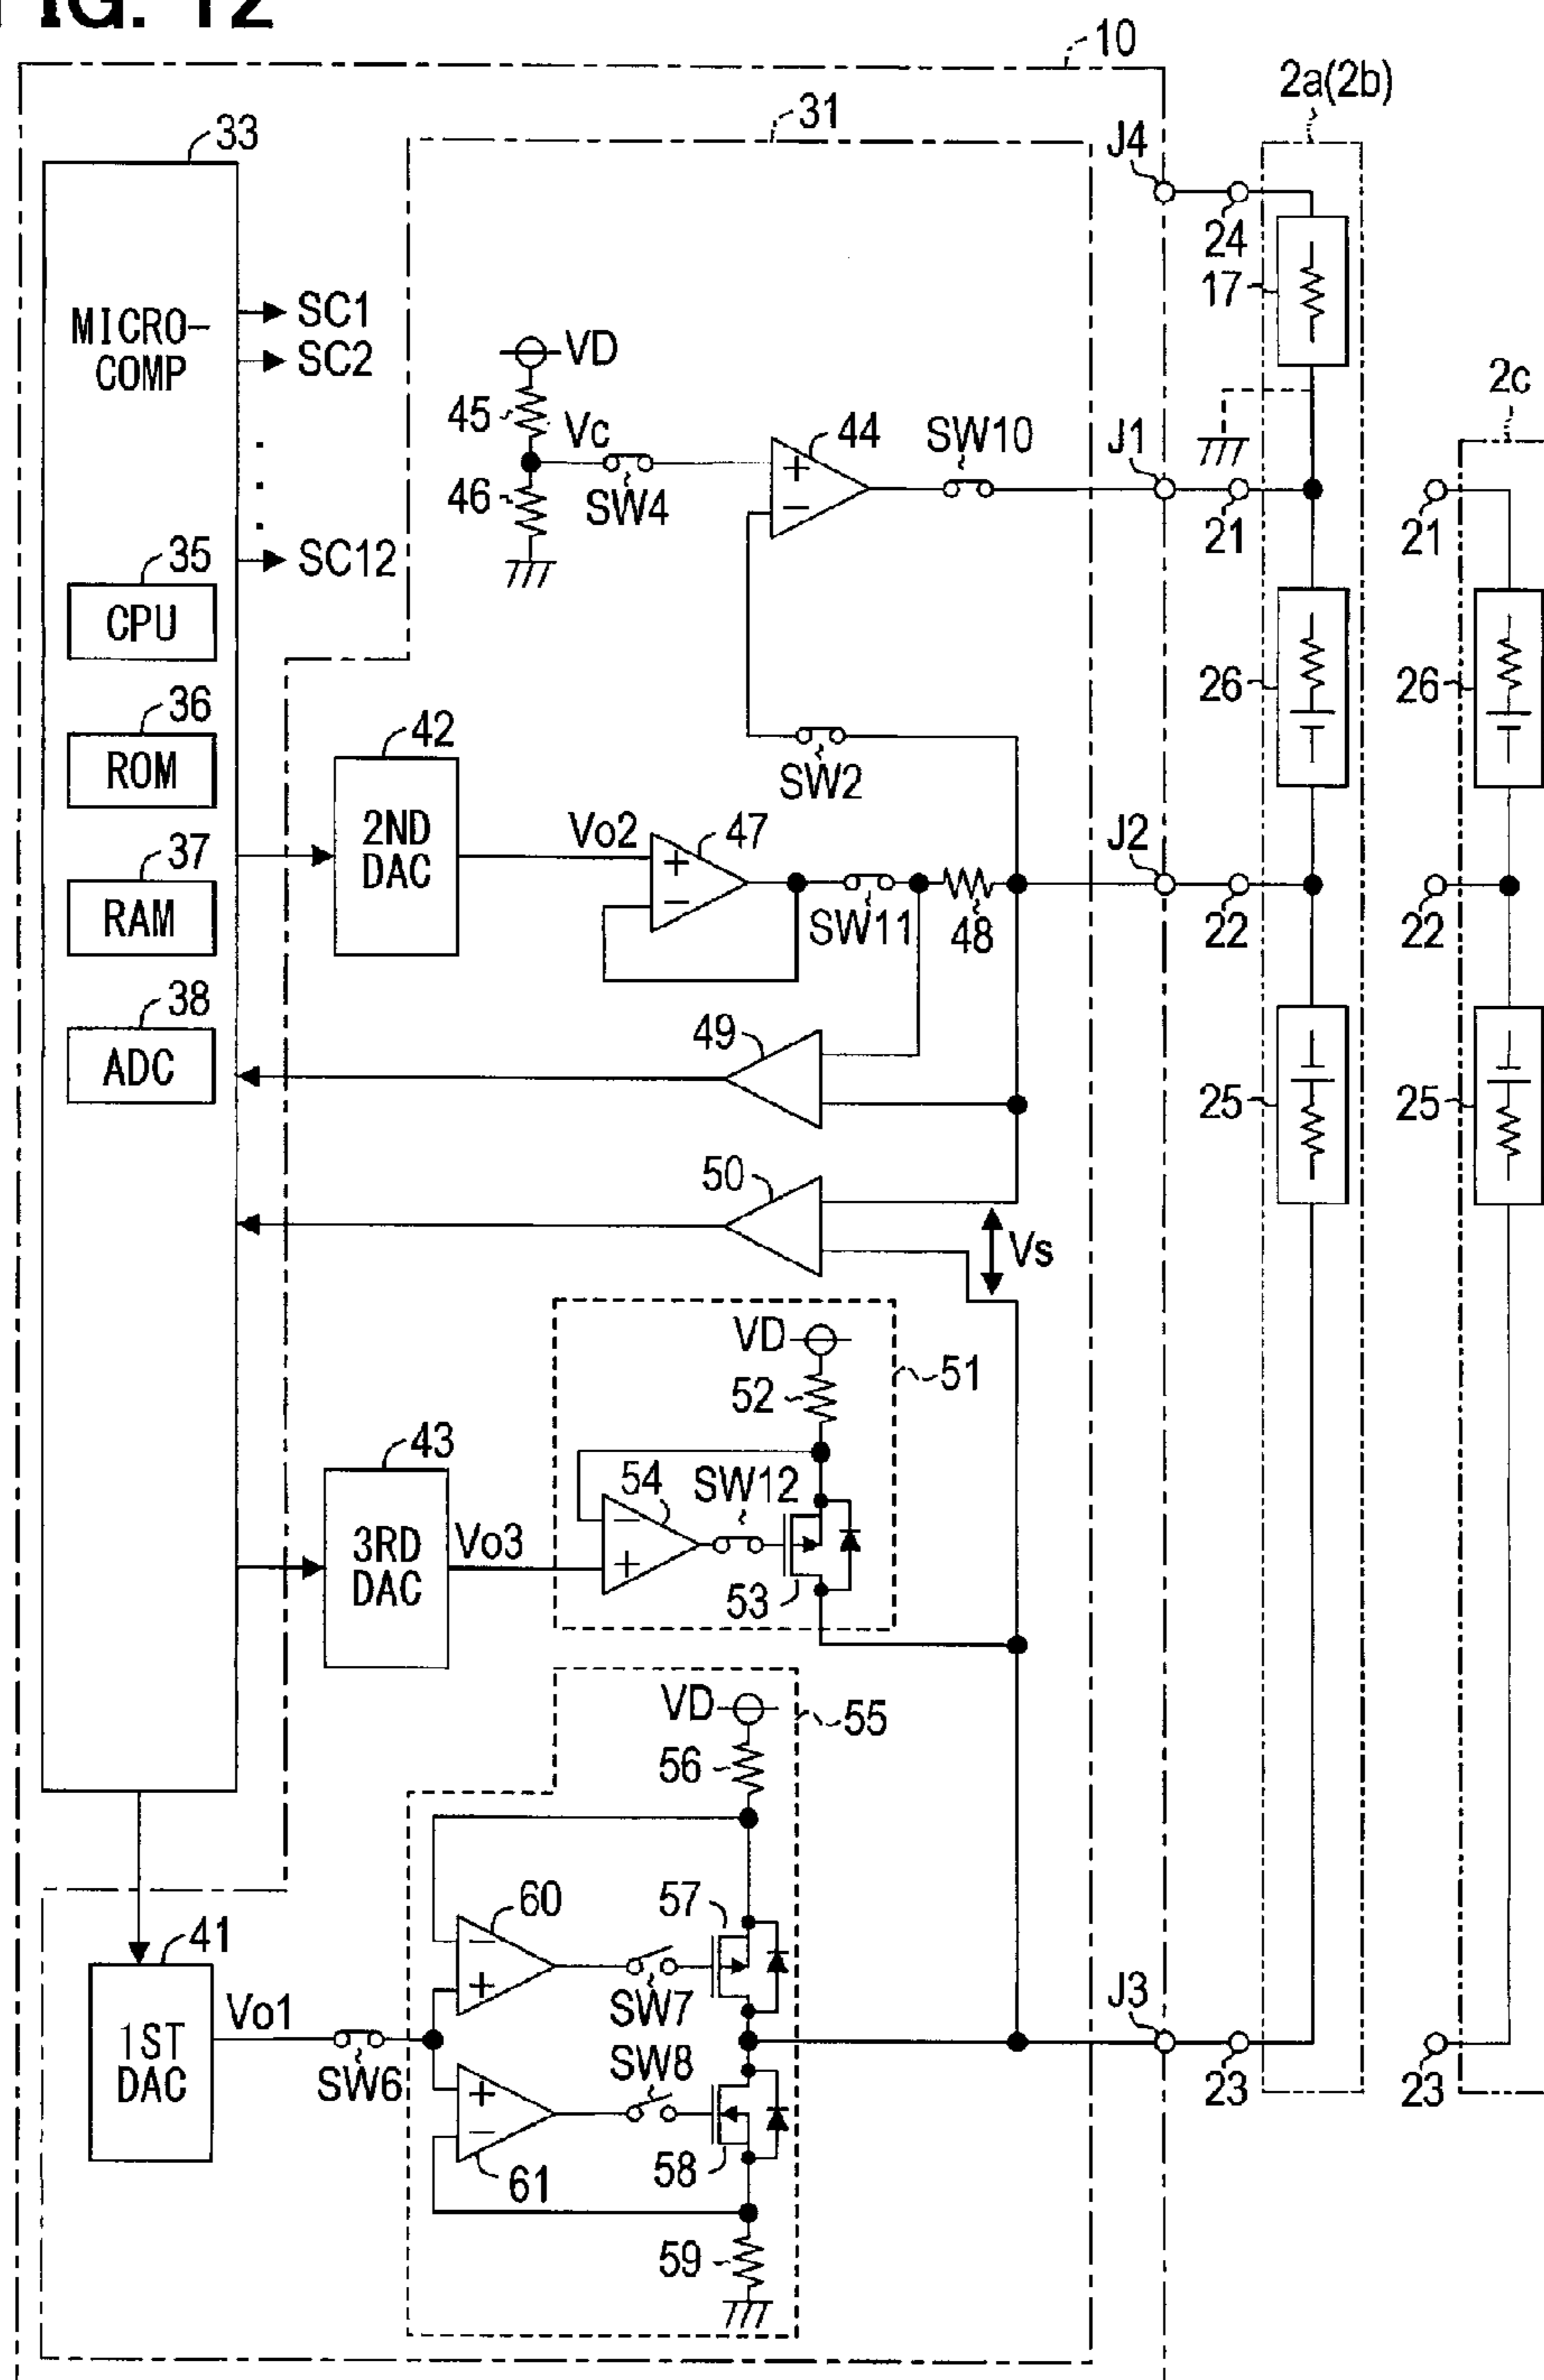 FIG. 12
10
2a(2b)
33
31
J4
24
17
SC1
MICRO-
COMP
SC2
VD
2c
45
Vc
44
SW10
J1
46
SW4
21
21
SC12
35
CPU
26
26
36
42
ROM
SW2
2ND
DAC
Vo2
47
J2
37
RAM
SW11
48
22
22
38
49
ADC
25
25
50
Vs
VD
51
52
43
54
SW12
3RD
DAC
Vo3
53
VD
55
56
60
57
41
SW7
J3
Vo1
1ST
DAC
SW6
SW8
23
23
61
58
59